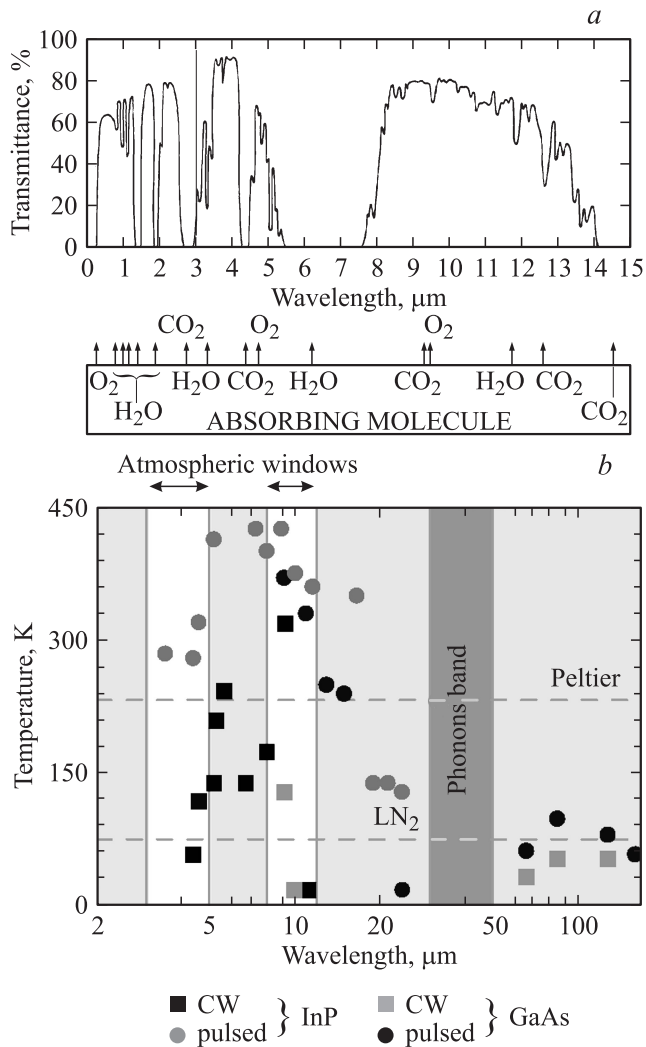 a
Transmittance, %
100
80
60
40
20
0
0 1 2 3 4 5 6 7 8 9 10 11 12 13 14 15
Wavelength, μm
CO2 O2 O2
O2 H2O CO2 H2O CO2 H2O CO2
H2O CO2
ABSORBING MOLECULE
b
Atmospheric windows
Temperature, K
450
300
150
0
Peltier
Phonons band
LN2
2 5 10 20 50 100
Wavelength, μm
CW } InP CW } GaAs
pulsed pulsed